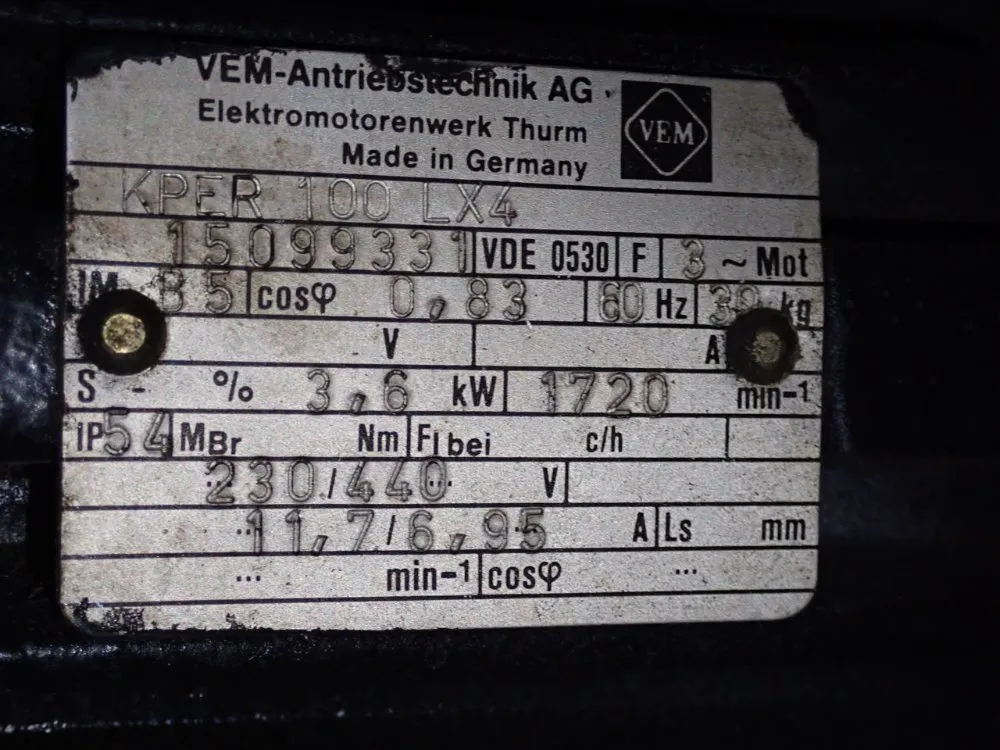 VEM-Antriebstechnik AG
Elektromotorenwerk Thurm
Made in Germany
VEM
KPER 100 LX4
15099331 VDE 0530 F 3 ~ Mot
IM B5 cosφ 0,83 60 Hz kg
V A
S - % 3,6 kW 1720 min-1
IP54 MBr Nm FI bei c/h
230/440 V
11,7/6,95 A Ls mm
... min-1 cosφ ...